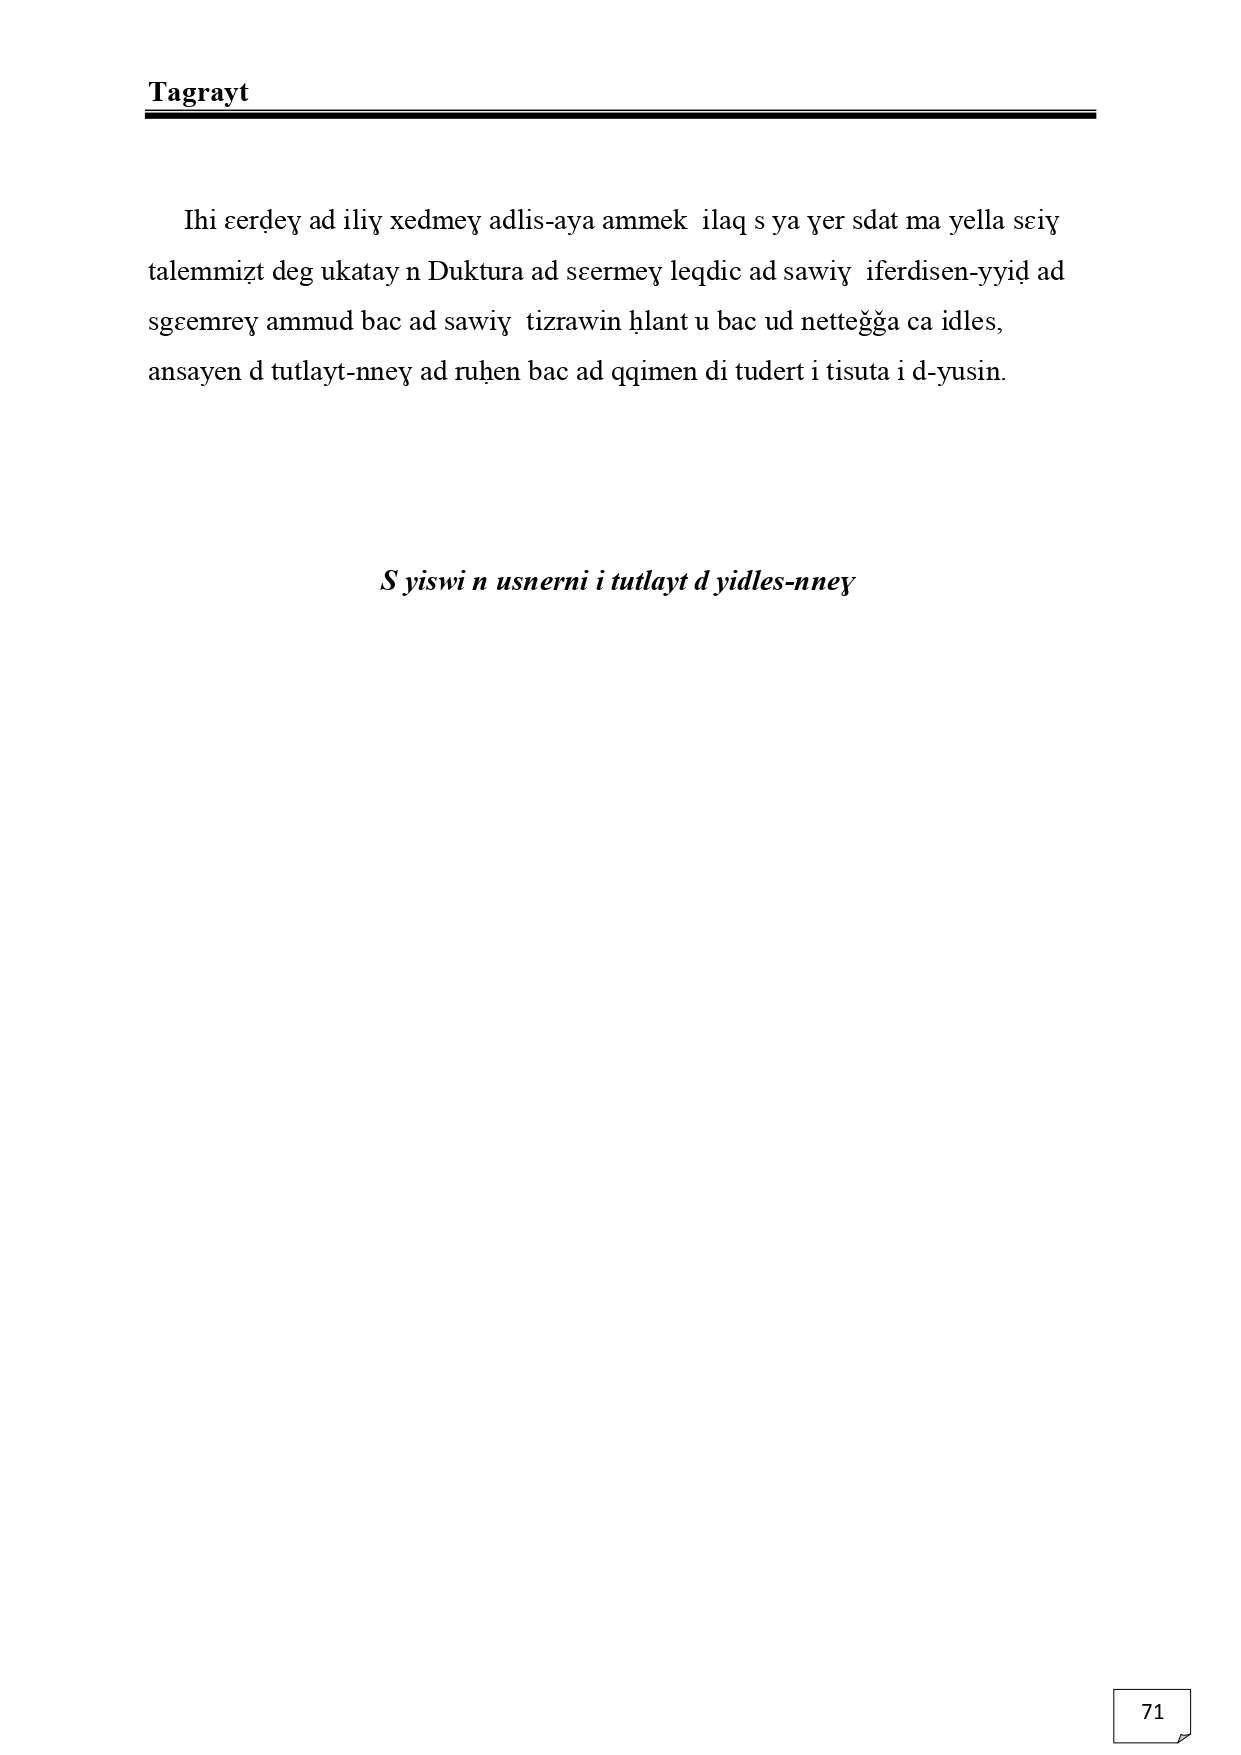 Tagrayt
Ihi ɛerḍeɣ ad iliɣ xedmeɣ adlis-aya ammek ilaq s ya ɣer sdat ma yella sɛiɣ
talemmiẓt deg ukatay n Duktura ad sɛermeɣ leqdic ad sawiɣ iferdisen-yyiḍ ad
sgɛemreɣ ammud bac ad sawiɣ tizrawin ḥlant u bac ud netteǧǧa ca idles,
ansayen d tutlayt-nneɣ ad ruḥen bac ad qqimen di tudert i tisuta i d-yusin.
S yiswi n usnerni i tutlayt d yidles-nneɣ
71